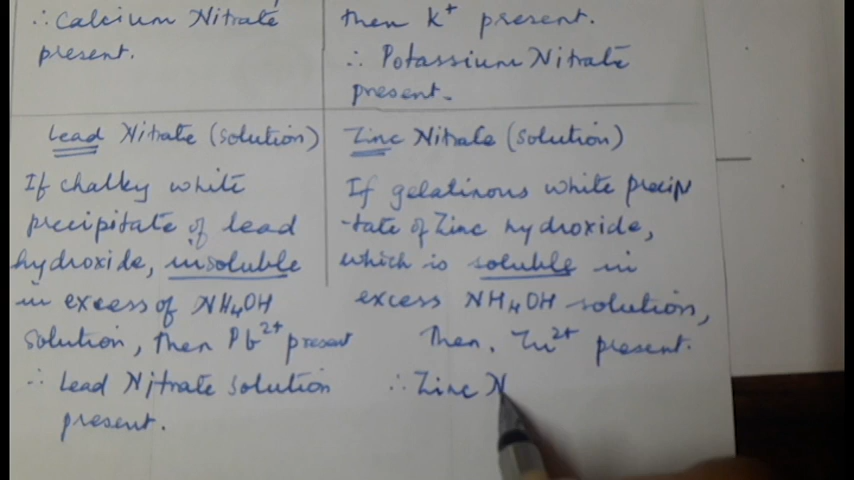 ∴ Calcium Nitrate
present.
then K⁺ present.
∴ Potassium Nitrate
present.
Lead Nitrate (solution)
If chalky white
precipitate of lead
hydroxide, insoluble
in excess of NH₄OH
solution, then Pb²⁺ present
∴ Lead Nitrate solution
present.
Zinc Nitrate (solution)
If gelatinous white precip
-tate of Zinc hydroxide,
which is soluble in
excess NH₄OH solution,
Then, Zn²⁺ present.
∴ Zinc N